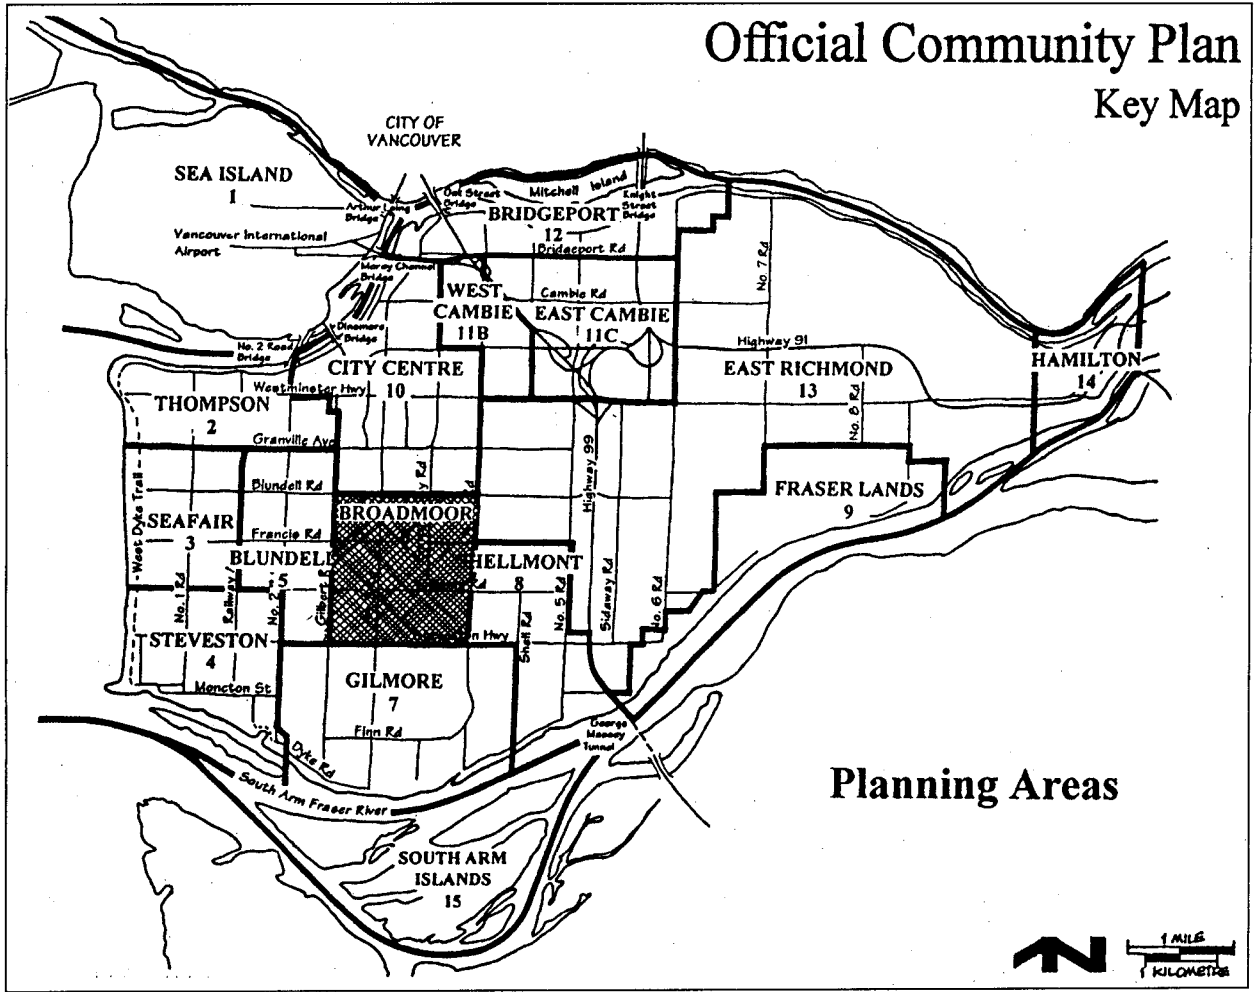 Official Community Plan
Key Map
CITY OF
VANCOUVER
SEA ISLAND
1
Arthur Laing
Bridge
Oak Street
Bridge
Mitchell Island
Knight
Street
Bridge
BRIDGEPORT
12
Bridgeport Rd
Vancouver International
Airport
Moray Channel
Bridge
No. 7 Rd
WEST
CAMBIE
11B
Cambie Rd
EAST CAMBIE
11C
Dinsmore
Bridge
No. 2 Road
Bridge
Highway 91
HAMILTON
14
CITY CENTRE
10
EAST RICHMOND
13
Westminster Hwy
THOMPSON
2
No. 8 Rd
Granville Ave
Highway 99
Blundell Rd
y Rd
d
FRASER LANDS
9
West Dyke Trail
SEAFAIR
3
BROADMOOR
Francis Rd
BLUNDELL
5
SHELLMONT
8
Rd
No. 1 Rd
Railway
No. 2
Gilbert R
No. 5 Rd
Sidaway Rd
No. 6 Rd
Shell Rd
on Hwy
STEVESTON
4
Moncton St
GILMORE
7
Finn Rd
Dyke Rd
George
Massey
Tunnel
South Arm Fraser River
Planning Areas
SOUTH ARM
ISLANDS
15
N
1 MILE
1 KILOMETRE